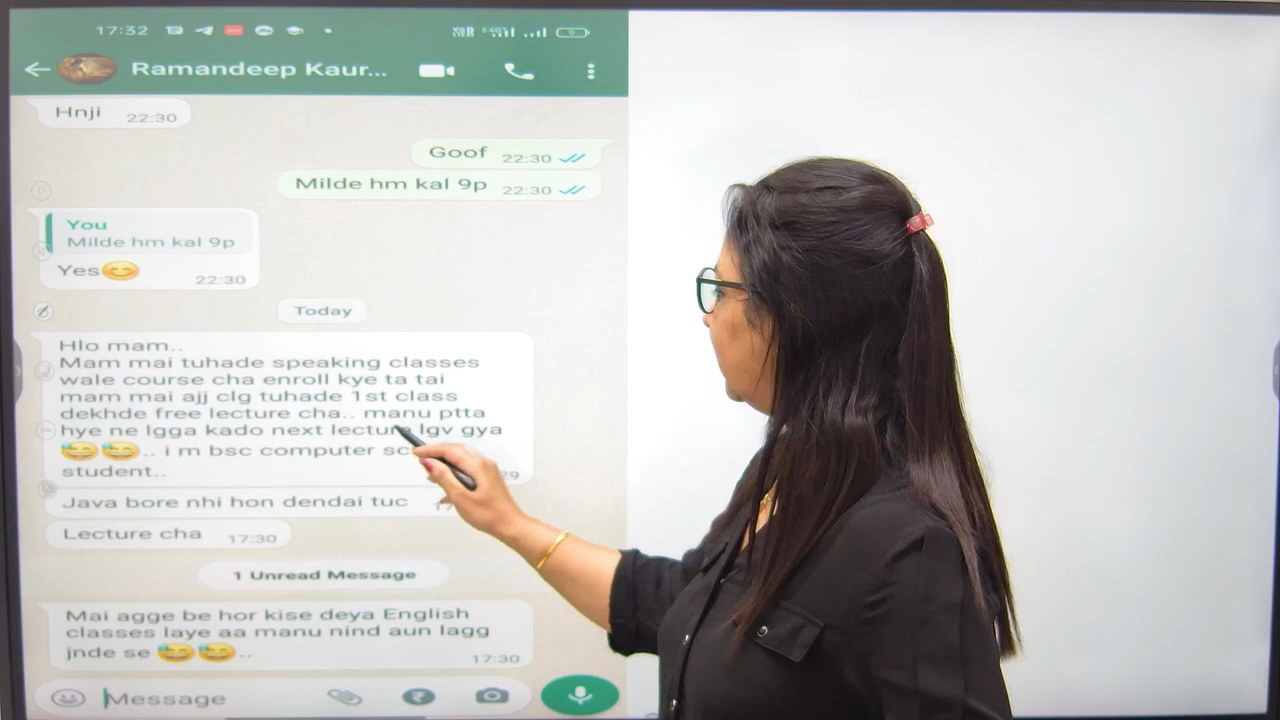 17:32
Ramandeep Kaur...
Hnji 22:30
Goof 22:30
Milde hm kal 9p 22:30
You
Milde hm kal 9p
Yes😊 22:30
Today
Hlo mam..
Mam mai tuhade speaking classes
wale course cha enroll kye ta tai
mam mai ajj clg tuhade 1st class
dekhde free lecture cha.. manu ptta
hye ne lgga kado next lecture lgv gya
😅😅.. i m bsc computer
student..
Java bore nhi hon dendai tuc
Lecture cha 17:30
1 Unread Message
Mai agge be hor kise deya English
classes laye aa manu nind aun lagg
jnde se 😅😅.. 17:30
Message